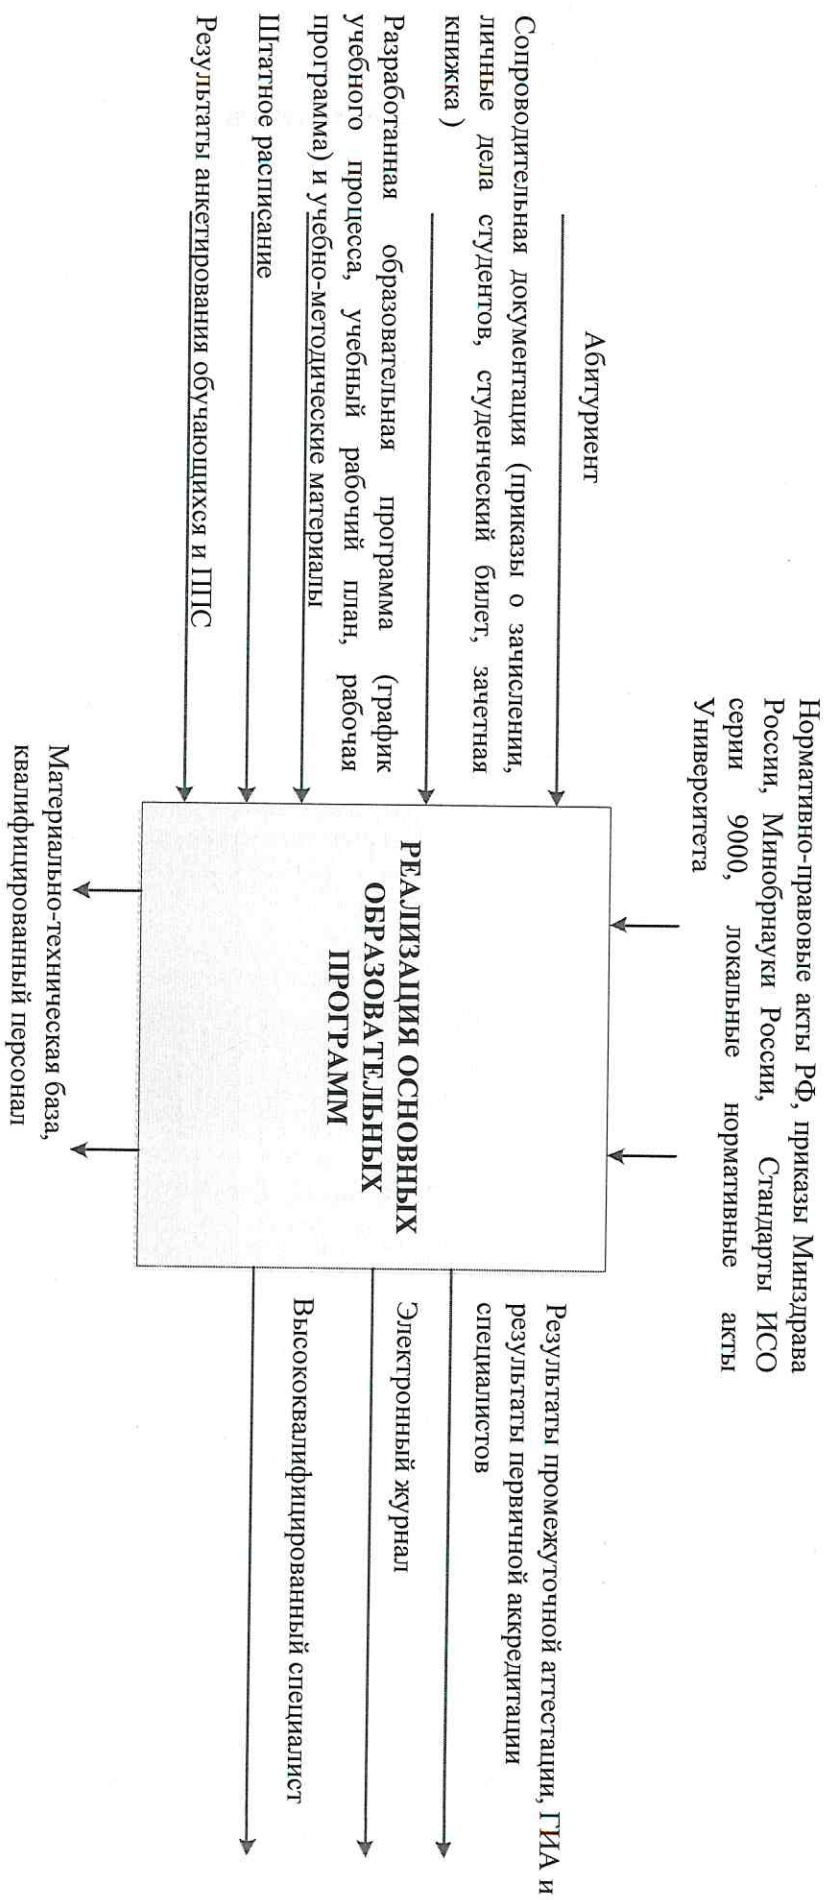 Нормативно-правовые акты РФ, приказы Минздрава
России, Минобрнауки России, Стандарты ИСО
серии 9000, локальные нормативные акты
Университета
Абитуриент
Сопроводительная документация (приказы о зачислении,
личные дела студентов, студенческий билет, зачетная
книжка )
Разработанная образовательная программа (график
учебного процесса, учебный рабочий план, рабочая
программа) и учебно-методические материалы
Штатное расписание
Результаты анкетирования обучающихся и ППС
РЕАЛИЗАЦИЯ ОСНОВНЫХ
ОБРАЗОВАТЕЛЬНЫХ
ПРОГРАММ
Результаты промежуточной аттестации, ГИА и
результаты первичной аккредитации
специалистов
Электронный журнал
Высококвалифицированный специалист
Материально-техническая база,
квалифицированный персонал